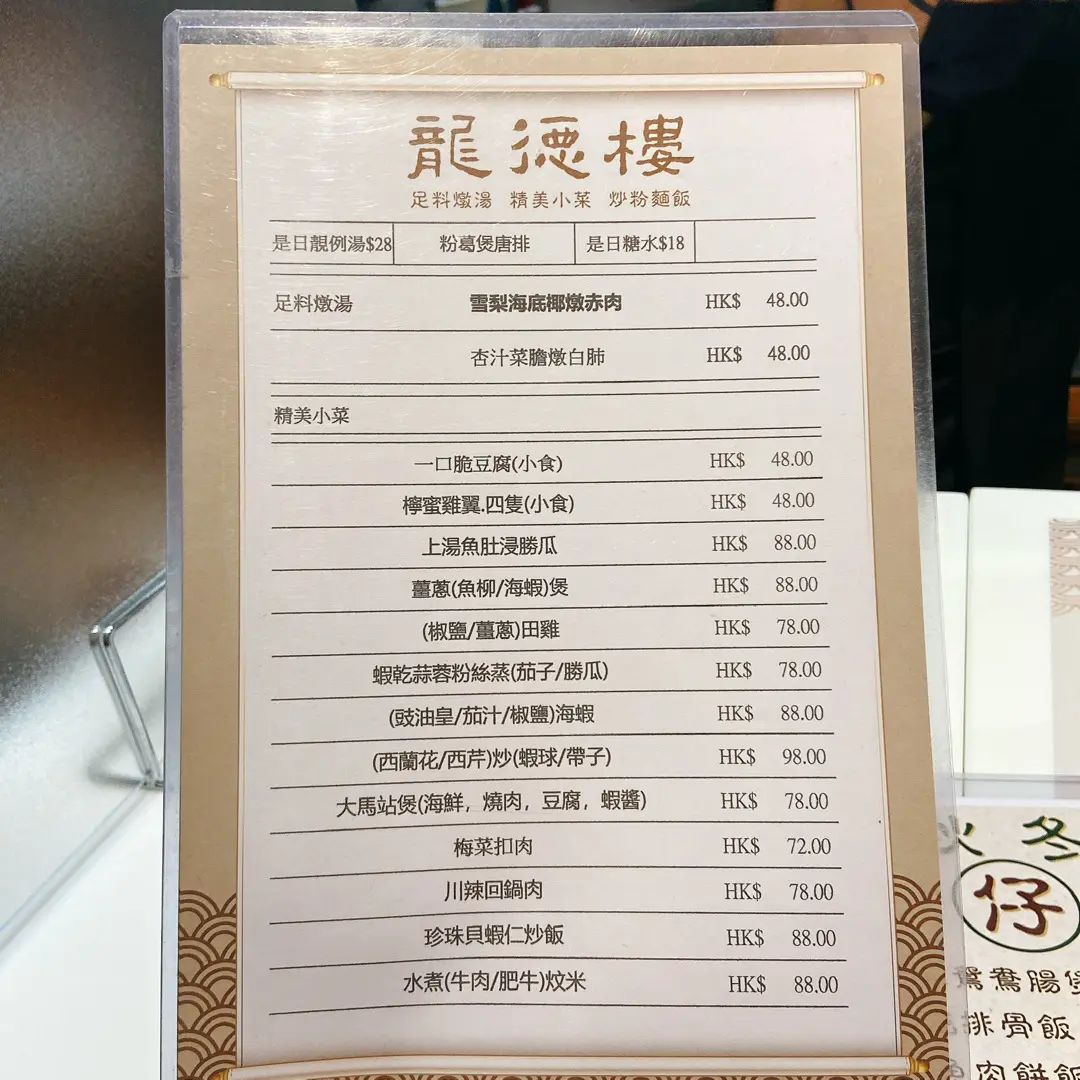 龍德樓
足料燉湯 精美小菜 炒粉麵飯
是日靚例湯$28 粉葛煲唐排 是日糖水$18
足料燉湯 雪梨海底椰燉赤肉 HK$ 48.00
杏汁菜膽燉白肺 HK$ 48.00
精美小菜
一口脆豆腐(小食) HK$ 48.00
檸蜜雞翼.四隻(小食) HK$ 48.00
上湯魚肚浸勝瓜 HK$ 88.00
薑蔥(魚柳/海蝦)煲 HK$ 88.00
(椒鹽/薑蔥)田雞 HK$ 78.00
蝦乾蒜蓉粉絲蒸(茄子/勝瓜) HK$ 78.00
(豉油皇/茄汁/椒鹽)海蝦 HK$ 88.00
(西蘭花/西芹)炒(蝦球/帶子) HK$ 98.00
大馬站煲(海鮮，燒肉，豆腐，蝦醬) HK$ 78.00
梅菜扣肉 HK$ 72.00
川辣回鍋肉 HK$ 78.00
珍珠貝蝦仁炒飯 HK$ 88.00
水煮(牛肉/肥牛)炆米 HK$ 88.00
冬
仔
鴛鴦腸煲
排骨飯
肉餅飯